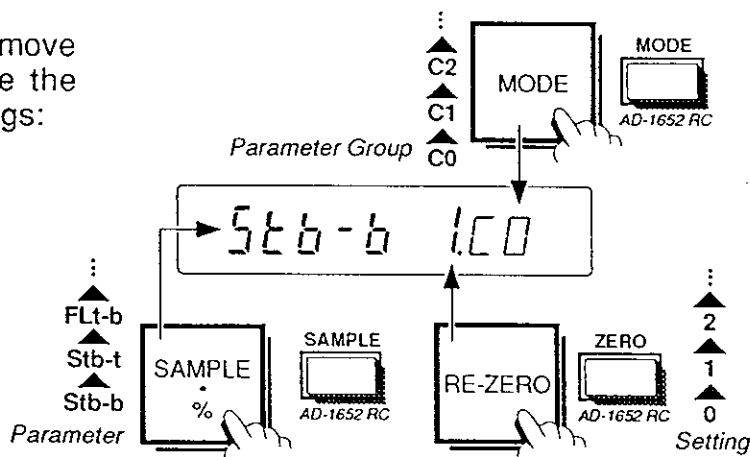 move
e the
gs:
⋮
C2
C1
C0
Parameter Group
MODE
MODE
AD-1652 RC
Stb-b 1.C0
⋮
FLt-b
Stb-t
Stb-b
Parameter
SAMPLE
%
SAMPLE
AD-1652 RC
RE-ZERO
ZERO
AD-1652 RC
⋮
2
1
0
Setting